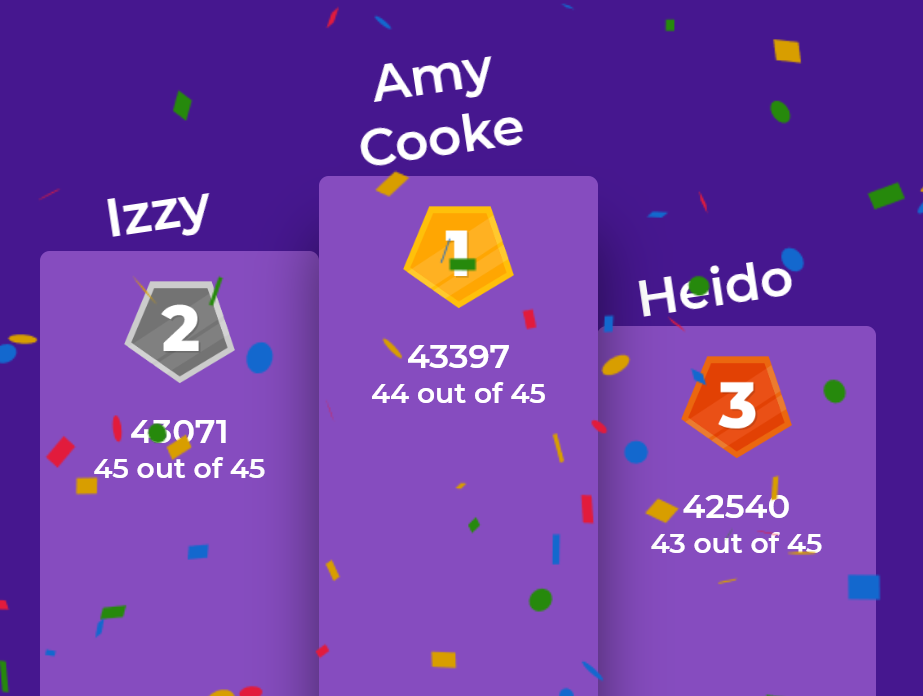 Amy
Cooke
1
43397
44 out of 45
Izzy
2
43071
45 out of 45
Heido
3
42540
43 out of 45